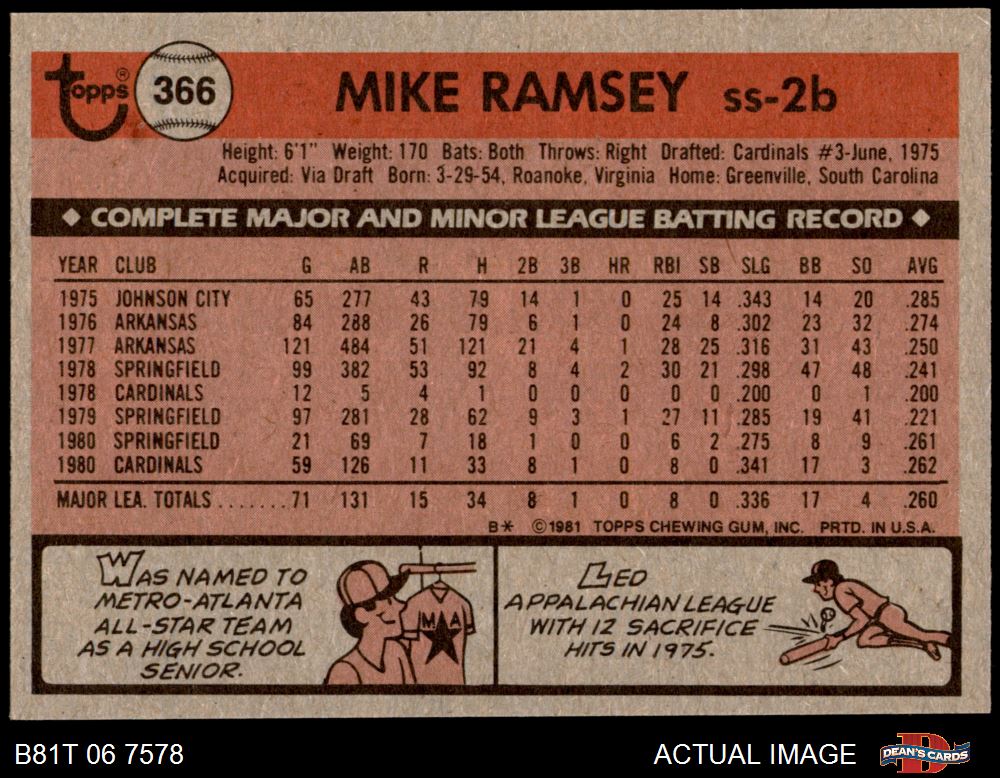 topps® 366 MIKE RAMSEY ss-2b
Height: 6'1" Weight: 170 Bats: Both Throws: Right Drafted: Cardinals #3-June, 1975
Acquired: Via Draft Born: 3-29-54, Roanoke, Virginia Home: Greenville, South Carolina
◆ COMPLETE MAJOR AND MINOR LEAGUE BATTING RECORD ◆
YEAR CLUB G AB R H 2B 3B HR RBI SB SLG BB SO AVG
1975 JOHNSON CITY 65 277 43 79 14 1 0 25 14 .343 14 20 .285
1976 ARKANSAS 84 288 26 79 6 1 0 24 8 .302 23 32 .274
1977 ARKANSAS 121 484 51 121 21 4 1 28 25 .316 31 43 .250
1978 SPRINGFIELD 99 382 53 92 8 4 2 30 21 .298 47 48 .241
1978 CARDINALS 12 5 4 1 0 0 0 0 0 .200 0 1 .200
1979 SPRINGFIELD 97 281 28 62 9 3 1 27 11 .285 19 41 .221
1980 SPRINGFIELD 21 69 7 18 1 0 0 6 2 .275 8 9 .261
1980 CARDINALS 59 126 11 33 8 1 0 8 0 .341 17 3 .262
MAJOR LEA. TOTALS.......71 131 15 34 8 1 0 8 0 .336 17 4 .260
B* ©1981 TOPPS CHEWING GUM, INC. PRTD. IN U.S.A.
WAS NAMED TO
METRO-ATLANTA
ALL-STAR TEAM
AS A HIGH SCHOOL
SENIOR.
M A
LED
APPALACHIAN LEAGUE
WITH 12 SACRIFICE
HITS IN 1975.
B81T 06 7578 ACTUAL IMAGE
D
DEAN'S CARDS